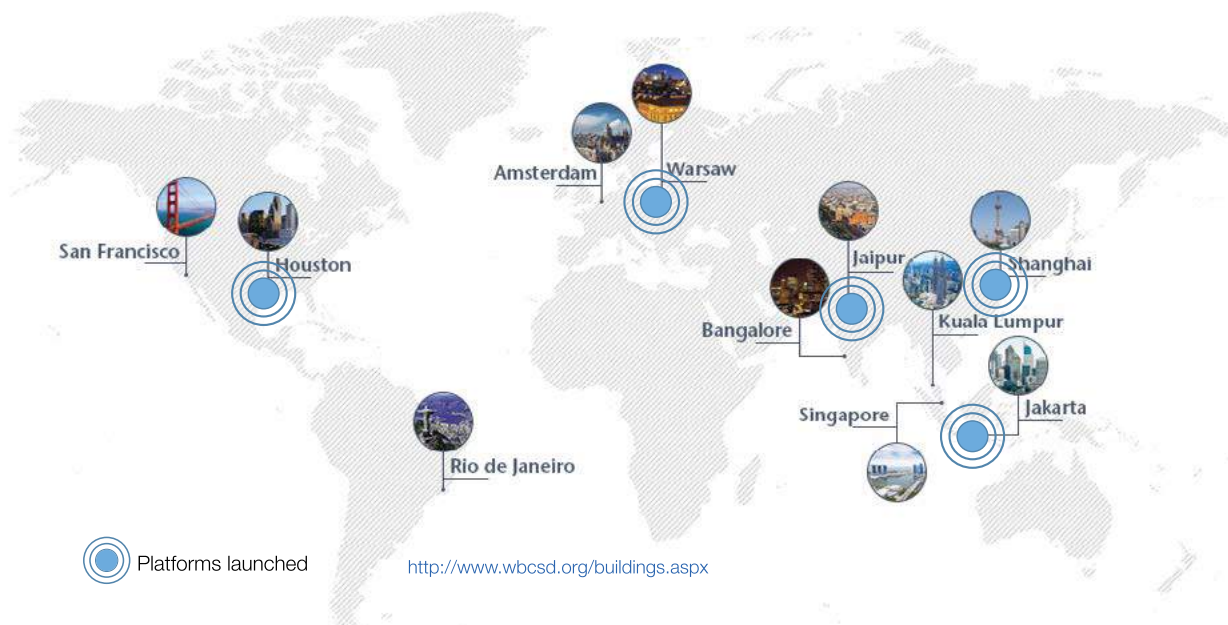 Amsterdam
Warsaw
San Francisco
Houston
Jaipur
Shanghai
Bangalore
Kuala Lumpur
Singapore
Jakarta
Rio de Janeiro
Platforms launched
http://www.wbcsd.org/buildings.aspx